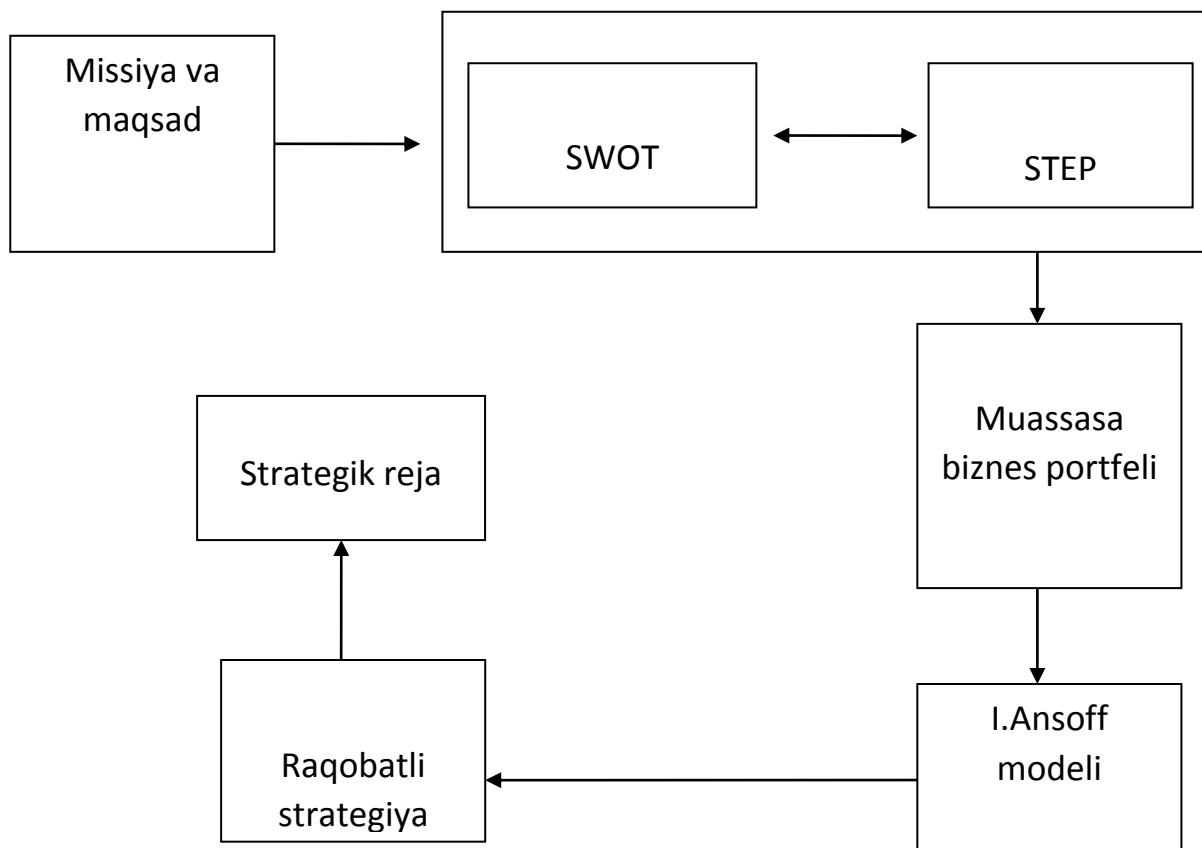 Missiya va
maqsad
SWOT
STEP
Muassasa
biznes portfeli
Strategik reja
I.Ansoff
modeli
Raqobatli
strategiya